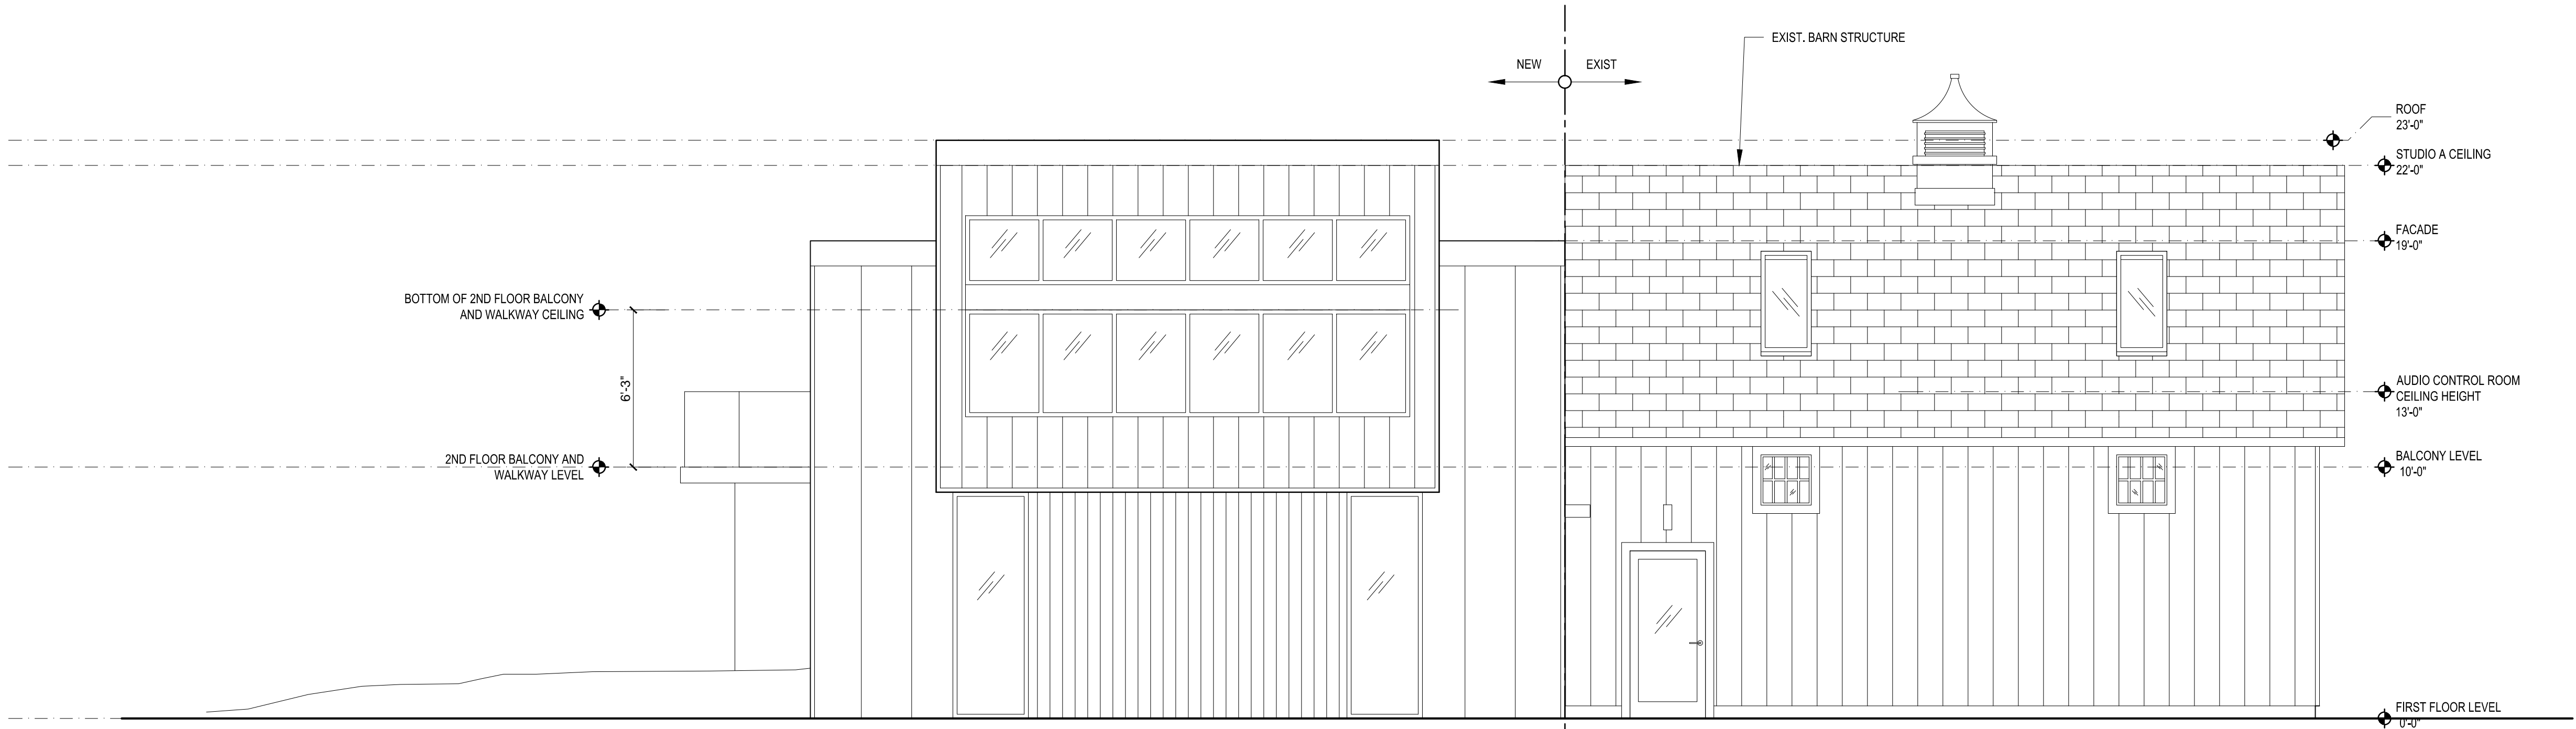 EXIST. BARN STRUCTURE
NEW
EXIST
ROOF
23'-0"
STUDIO A CEILING
22'-0"
FACADE
19'-0"
BOTTOM OF 2ND FLOOR BALCONY
AND WALKWAY CEILING
6'-3"
AUDIO CONTROL ROOM
CEILING HEIGHT
13'-0"
2ND FLOOR BALCONY AND
WALKWAY LEVEL
BALCONY LEVEL
10'-0"
FIRST FLOOR LEVEL
0'-0"